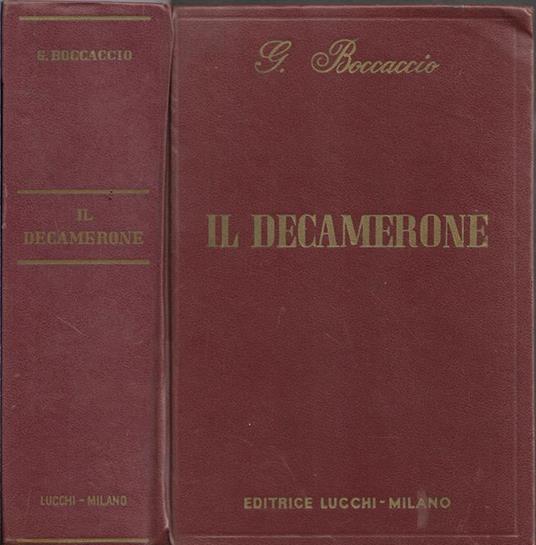 G. BOCCACCIO
IL
DECAMERONE
LUCCHI - MILANO
G. Boccaccio
IL DECAMERONE
EDITRICE LUCCHI - MILANO